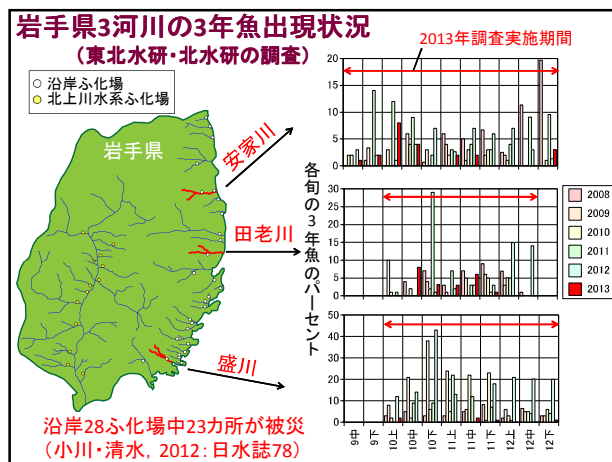 岩手県3河川の3年魚出現状況
(東北水研・北水研の調査)
沿岸ふ化場
北上川水系ふ化場
岩手県
安家川
田老川
盛川
沿岸28ふ化場中23カ所が被災
(小川・清水, 2012:日水誌78)
2013年調査実施期間
各旬の3年魚のパーセント
20
15
10
5
0
30
20
10
0
50
40
30
20
10
0
9中
9下
10上
10中
10下
11上
11中
11下
12上
12中
12下
2008
2009
2010
2011
2012
2013